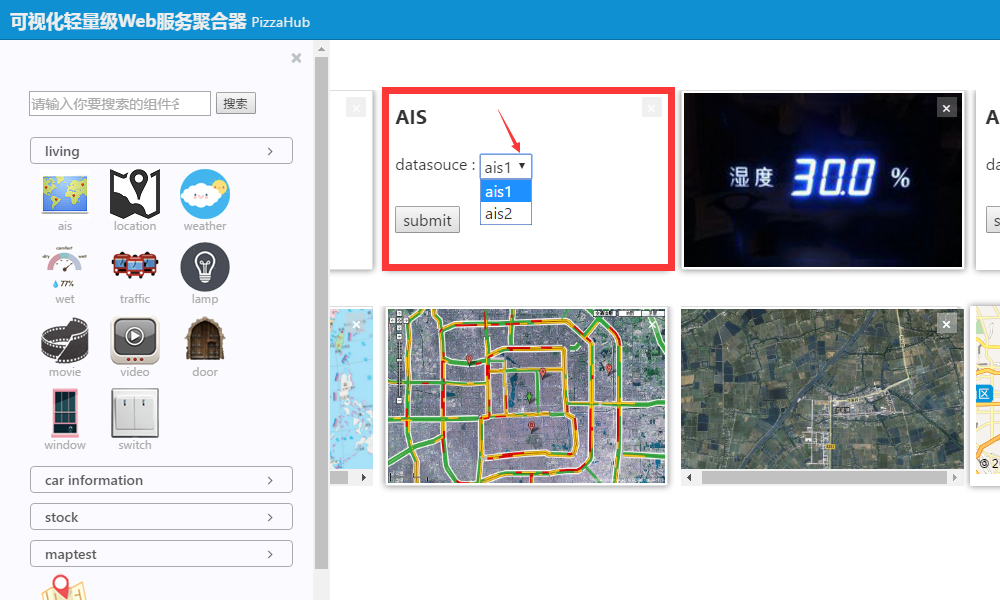 可视化轻量级Web服务聚合器 PizzaHub
请输入你要搜索的组件名
搜索
living
ais
location
weather
comfort
dry
wet
77%
wet
traffic
lamp
movie
video
door
window
switch
car information
stock
maptest
AIS
datasouce :
ais1
ais1
ais2
submit
湿度 30.0 %
A
da
s
区